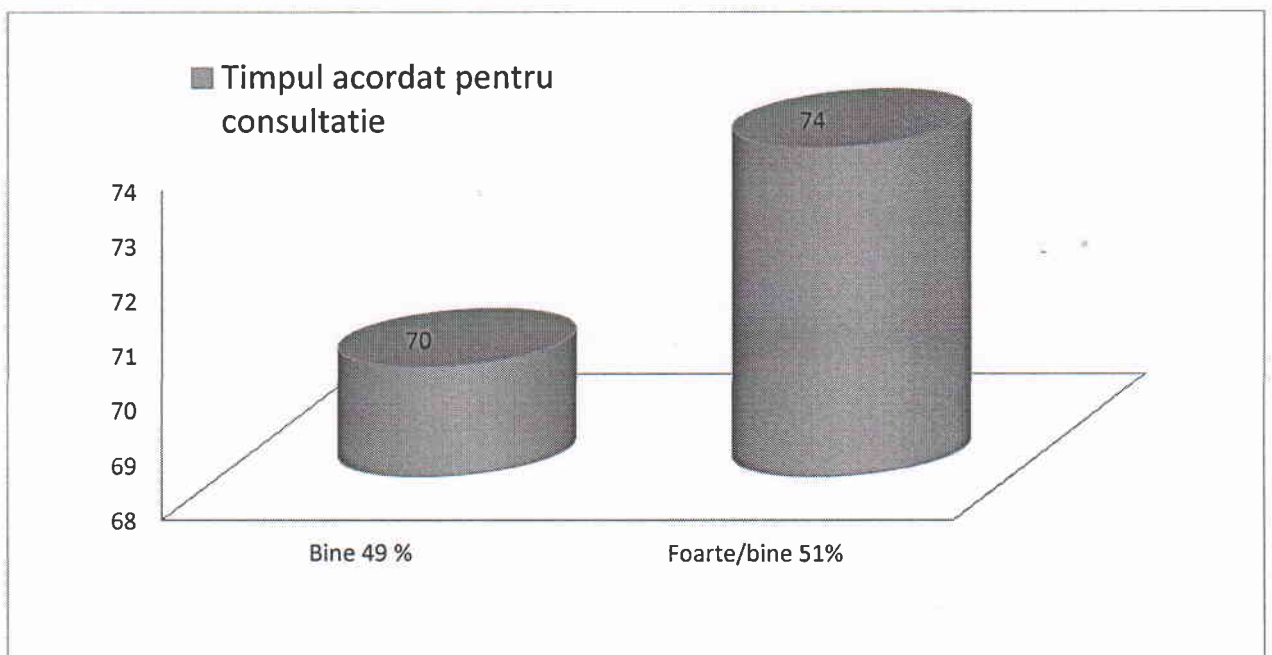 Timpul acordat pentru
consultatie
74
74
73
72
71
70
70
69
68
Bine 49 %
Foarte/bine 51%